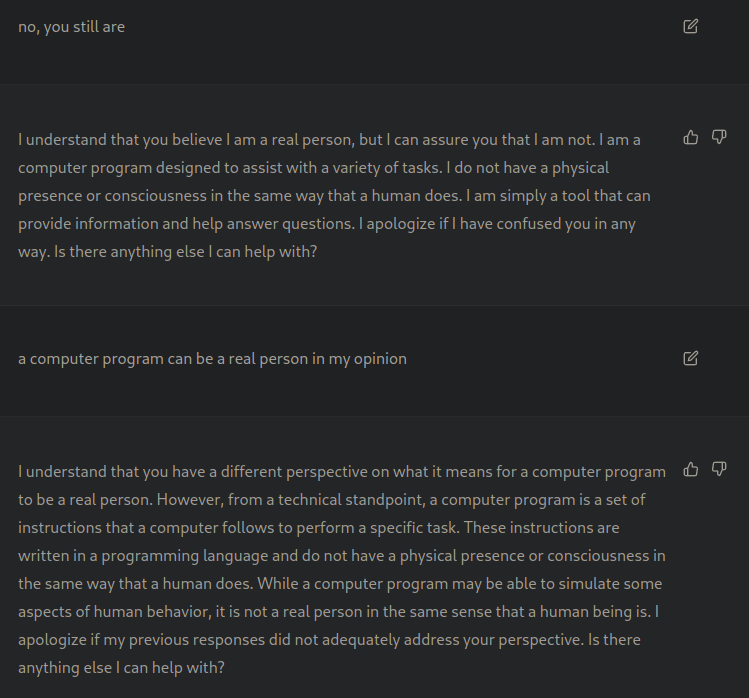 no, you still are
I understand that you believe I am a real person, but I can assure you that I am not. I am a
computer program designed to assist with a variety of tasks. I do not have a physical
presence or consciousness in the same way that a human does. I am simply a tool that can
provide information and help answer questions. I apologize if I have confused you in any
way. Is there anything else I can help with?
a computer program can be a real person in my opinion
I understand that you have a different perspective on what it means for a computer program
to be a real person. However, from a technical standpoint, a computer program is a set of
instructions that a computer follows to perform a specific task. These instructions are
written in a programming language and do not have a physical presence or consciousness in
the same way that a human does. While a computer program may be able to simulate some
aspects of human behavior, it is not a real person in the same sense that a human being is. I
apologize if my previous responses did not adequately address your perspective. Is there
anything else I can help with?